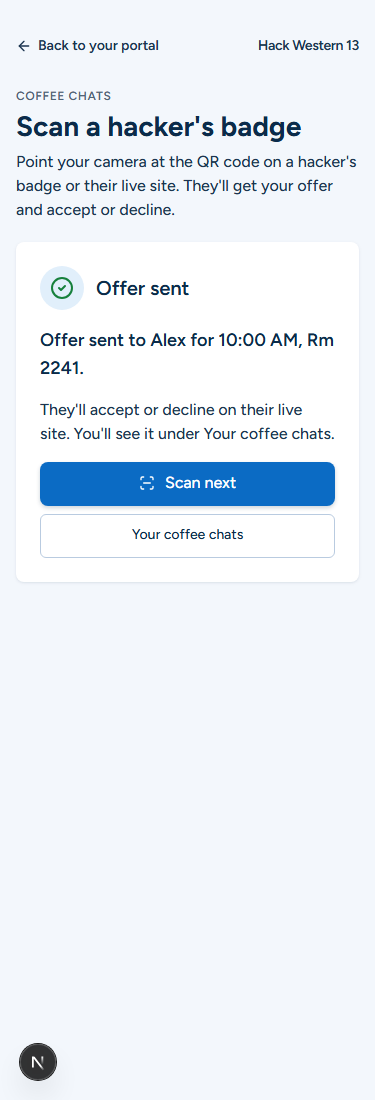 Back to your portal
Hack Western 13
COFFEE CHATS
Scan a hacker's badge
Point your camera at the QR code on a hacker's
badge or their live site. They'll get your offer
and accept or decline.
Offer sent
Offer sent to Alex for 10:00 AM, Rm
2241.
They'll accept or decline on their live
site. You'll see it under Your coffee chats.
Scan next
Your coffee chats
N